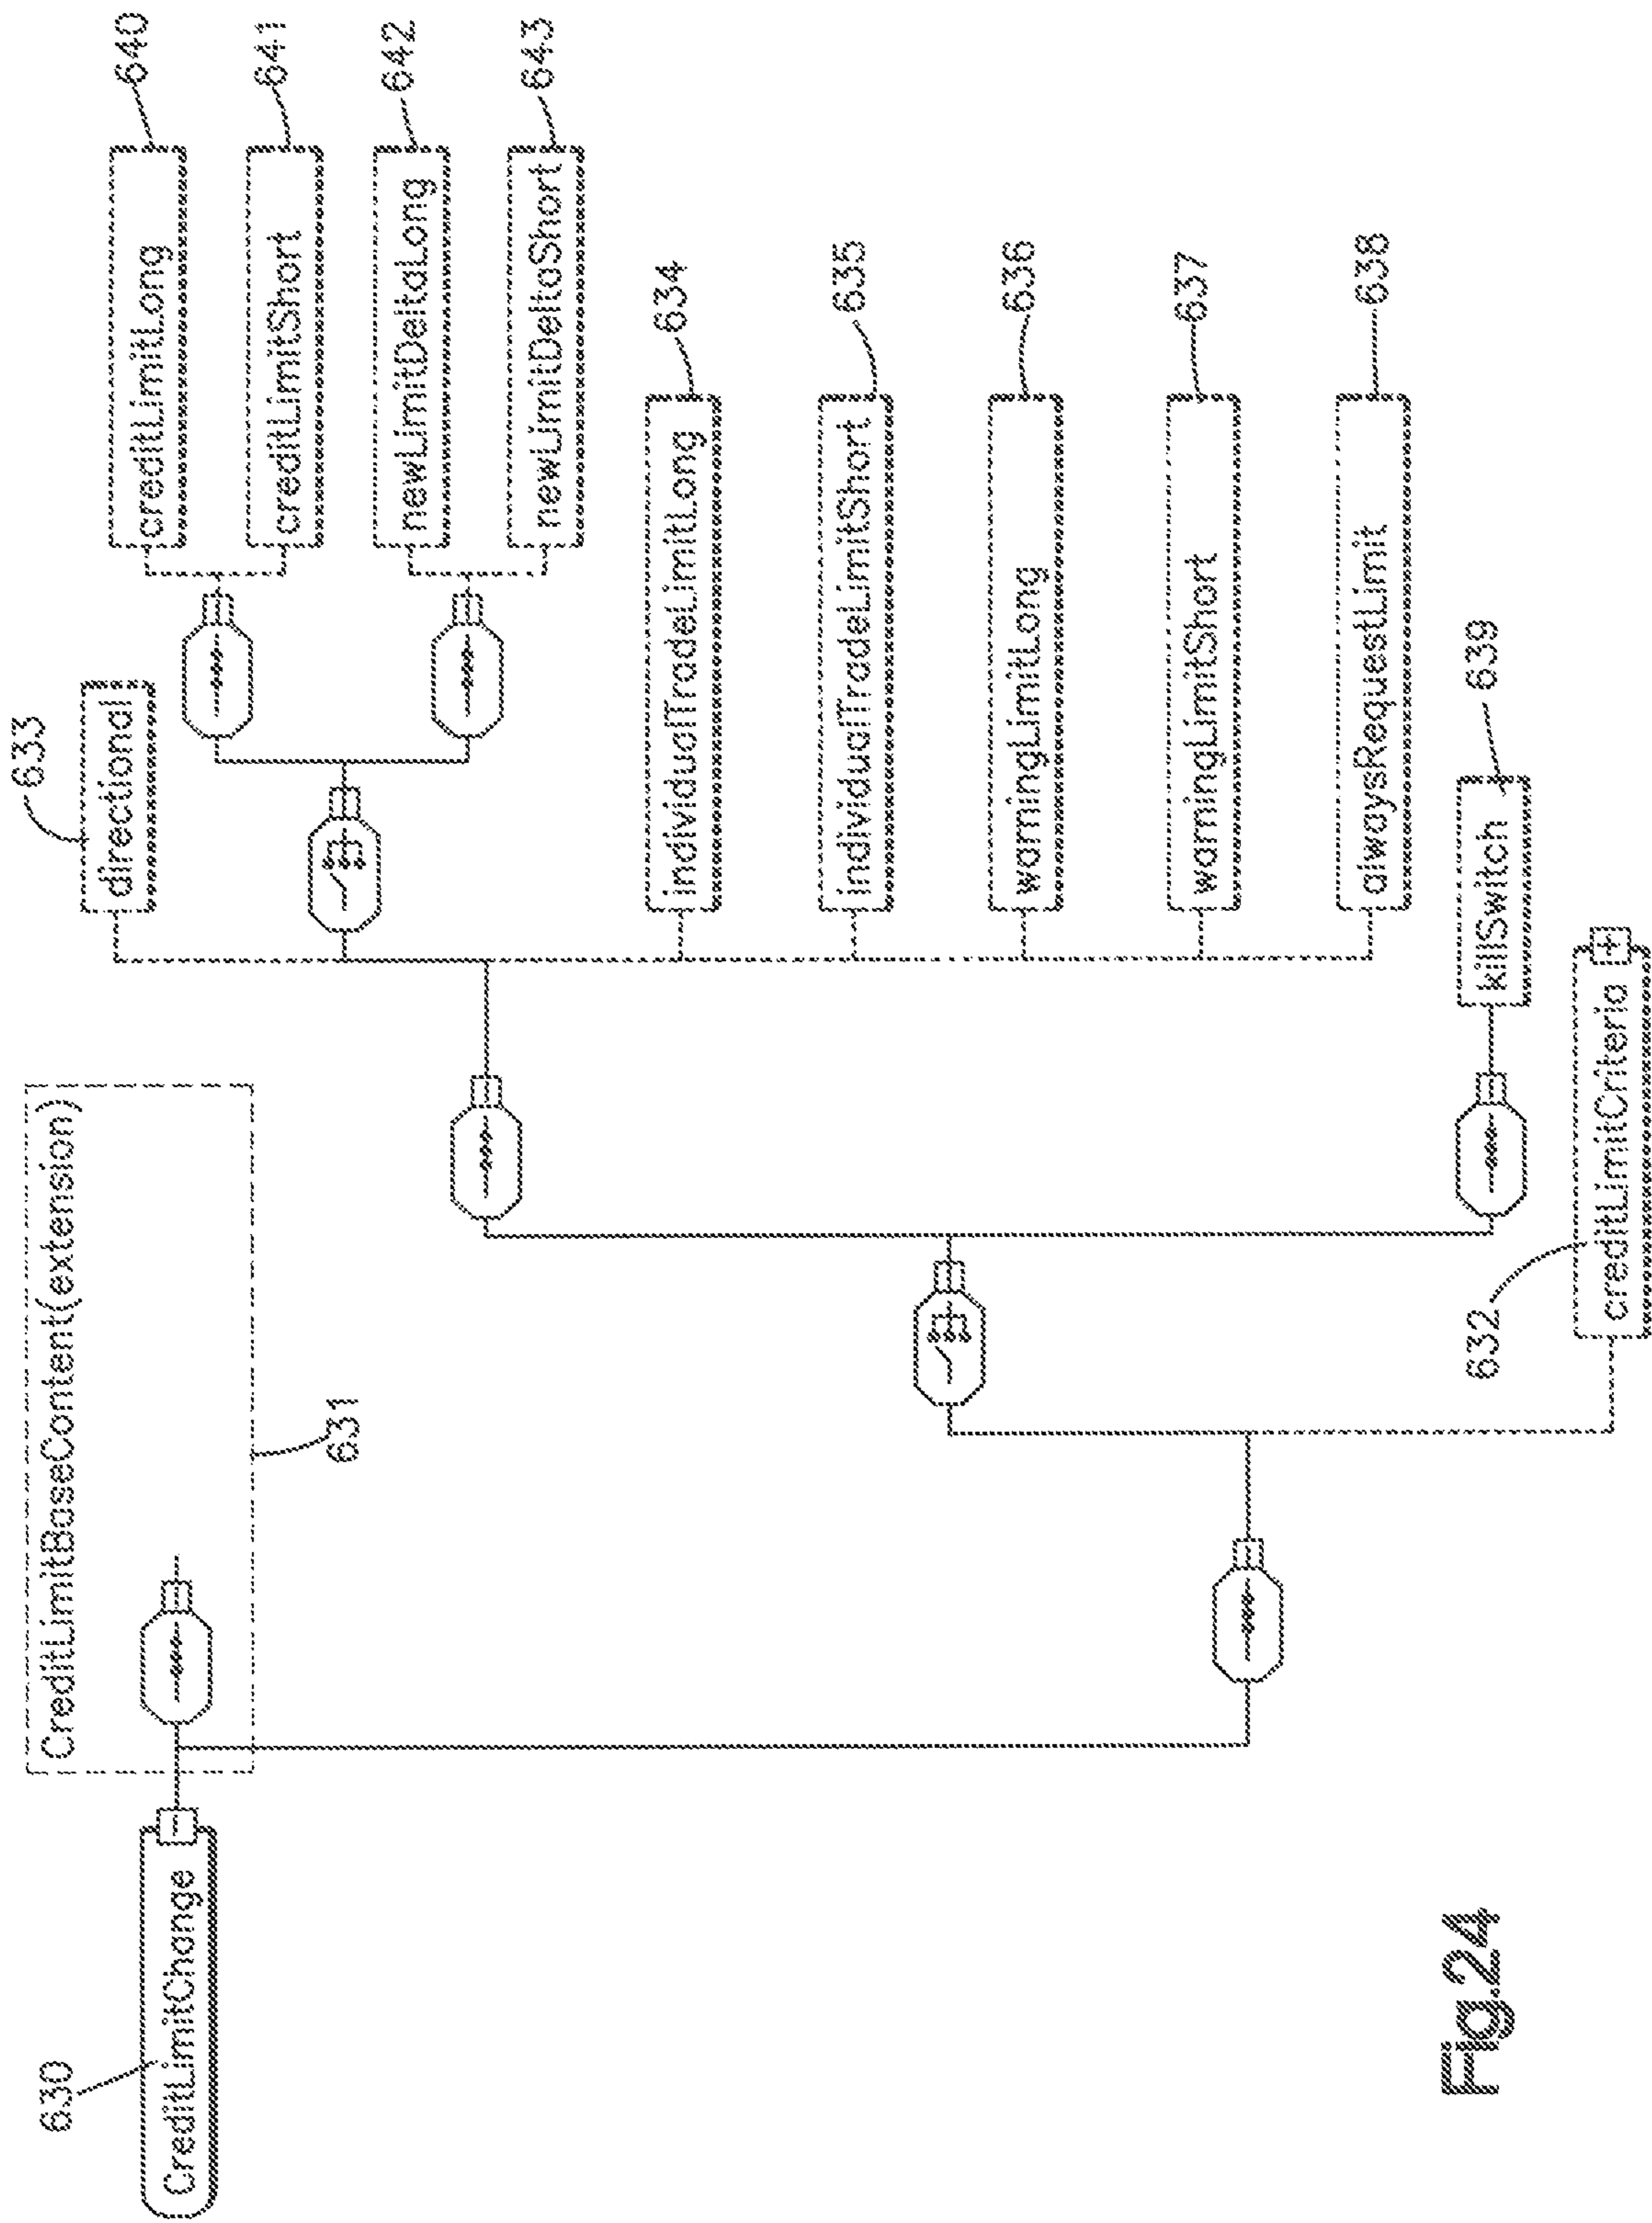 630
CreditLimitChange
CreditLimitBaseContent(extension)
631
633
directional
creditLimitLong
640
creditLimitShort
641
newLimitDeltaLong
642
newLimitDeltaShort
643
individualTradeLimitLong
634
individualTradeLimitShort
635
warningLimitLong
636
warningLimitShort
637
alwaysRequestLimit
638
killSwitch
639
632
creditLimitCriteria
Fig.24